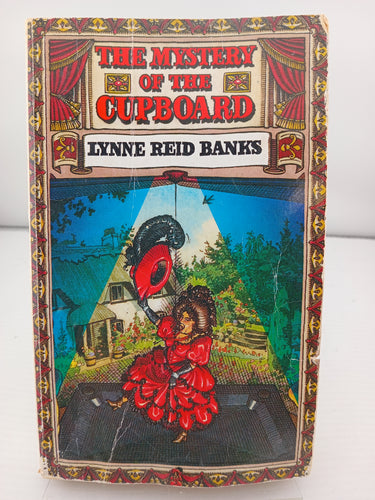 THE MYSTERY
OF THE
CUPBOARD
LYNNE REID BANKS